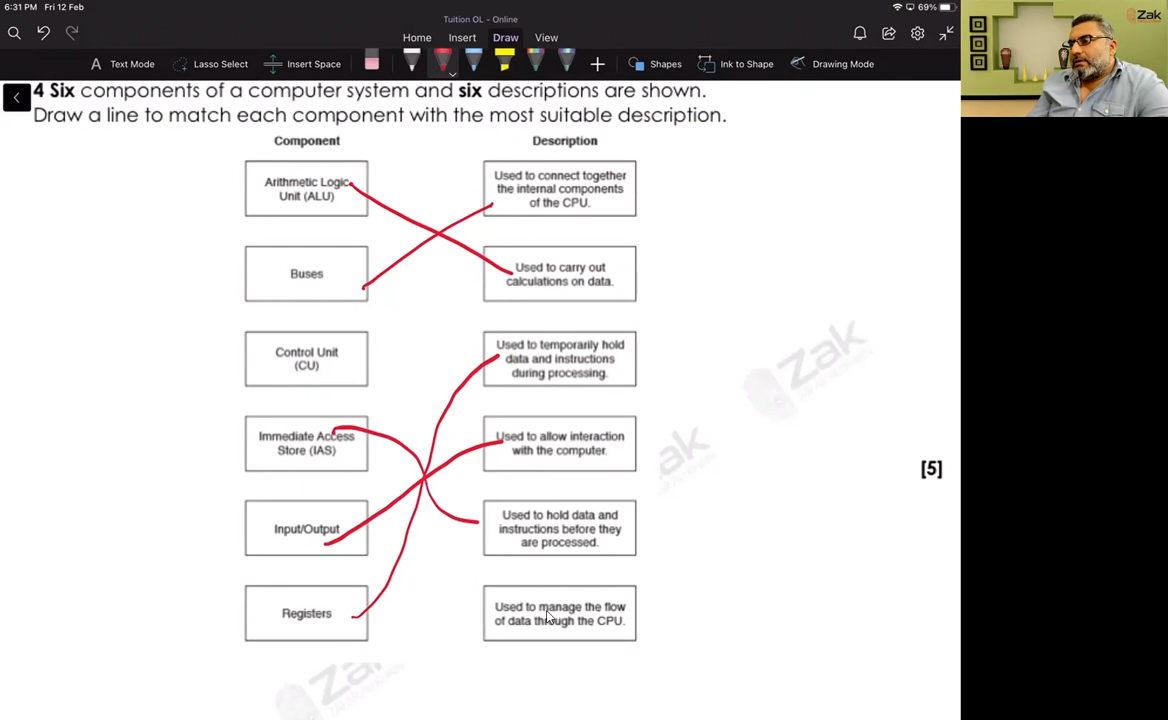 6:31 PM Fri 12 Feb
69%
Tuition OL - Online
Home Insert Draw View
Text Mode Lasso Select Insert Space Shapes Ink to Shape Drawing Mode
Zak
4 Six components of a computer system and six descriptions are shown.
Draw a line to match each component with the most suitable description.
Component
Description
Arithmetic Logic
Unit (ALU)
Used to connect together
the internal components
of the CPU.
Buses
Used to carry out
calculations on data.
Control Unit
(CU)
Used to temporarily hold
data and instructions
during processing.
Immediate Access
Store (IAS)
Used to allow interaction
with the computer.
[5]
Input/Output
Used to hold data and
instructions before they
are processed.
Registers
Used to manage the flow
of data through the CPU.
Zak
ak
Zak